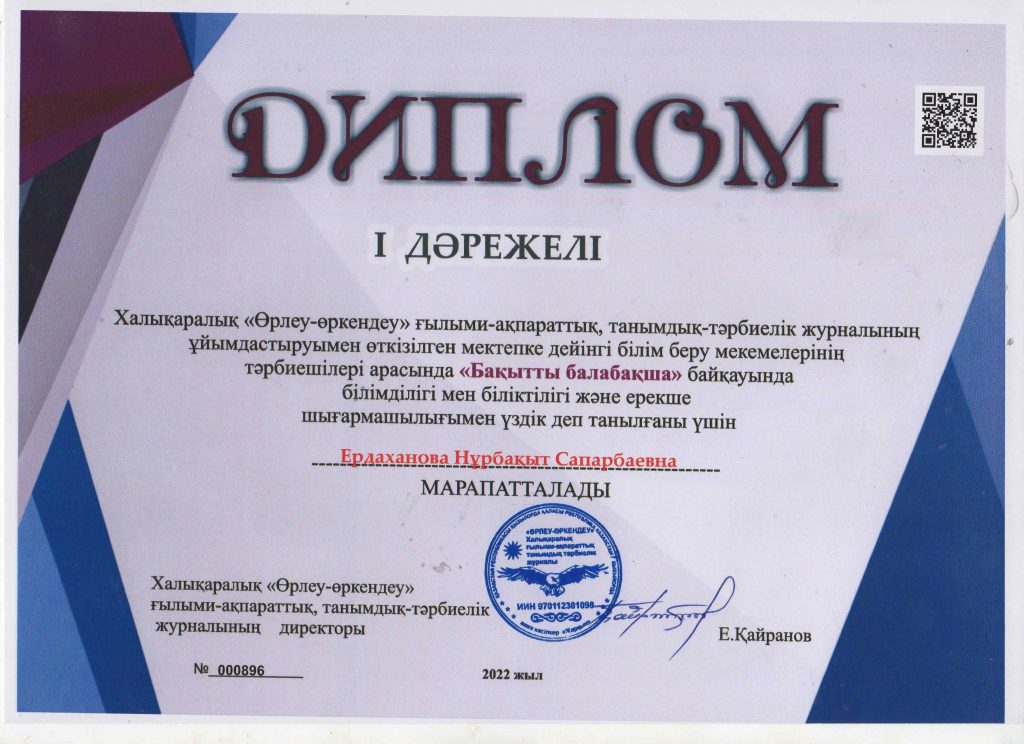 ДИПЛОМ
І ДӘРЕЖЕЛІ
Халықаралық «Өрлеу-өркендеу» ғылыми-ақпараттық, танымдық-тәрбиелік журналының
ұйымдастыруымен өткізілген мектепке дейінгі білім беру мекемелерінің
тәрбиешілері арасында «Бақытты балабақша» байқауында
білімділігі мен біліктілігі және ерекше
шығармашылығымен үздік деп танылғаны үшін
Ердаханова Нұрбақыт Сапарбаевна
МАРАПАТТАЛАДЫ
«ӨРЛЕУ-ӨРКЕНДЕУ»
Халықаралық
ғылыми-ақпараттық
танымдық тәрбиелік
журналы
ИИН 970112301098
Халықаралық «Өрлеу-өркендеу»
ғылыми-ақпараттық, танымдық-тәрбиелік
журналының директоры
Е.Қайранов
№ 000896
2022 жыл